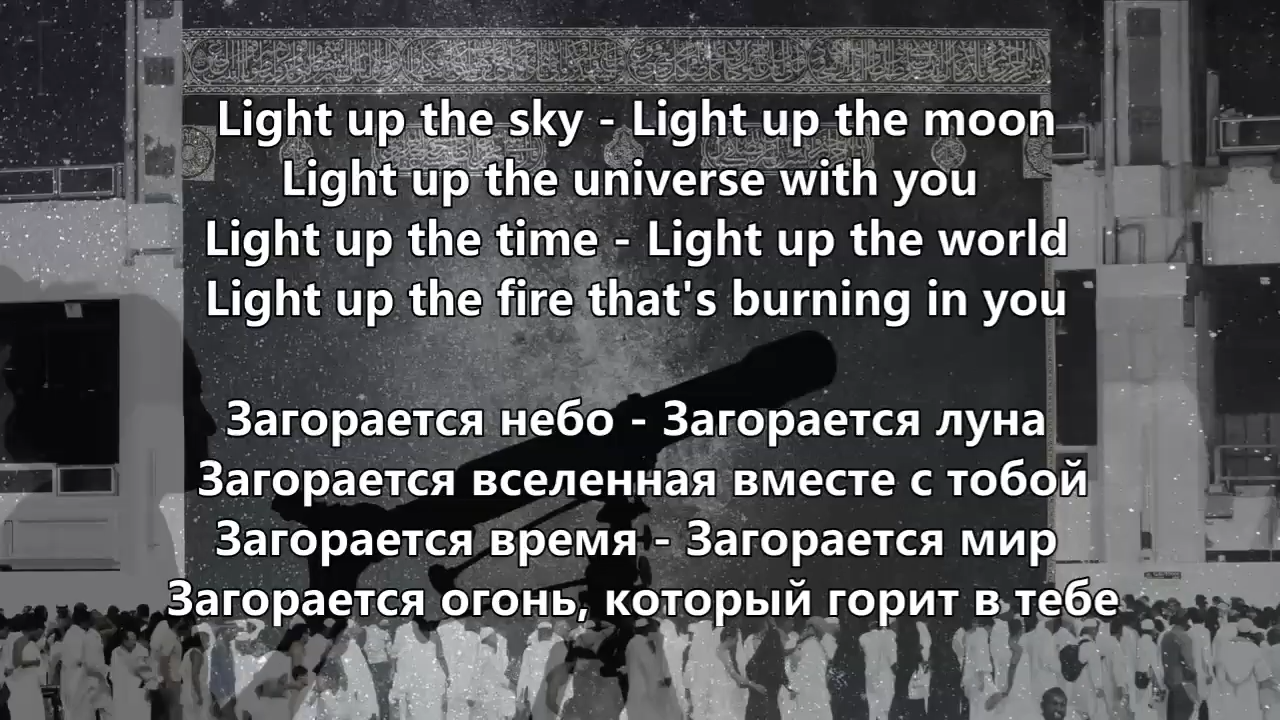 Light up the sky - Light up the moon
Light up the universe with you
Light up the time - Light up the world
Light up the fire that's burning in you
Загорается небо - Загорается луна
Загорается вселенная вместе с тобой
Загорается время - Загорается мир
Загорается огонь, который горит в тебе